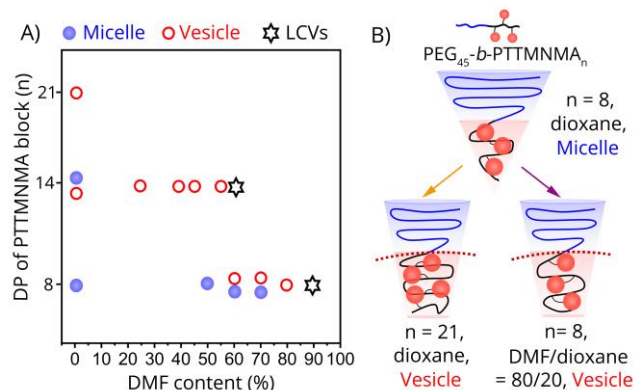 A)
Micelle Vesicle LCVs
DP of PTTMNMA block (n)
21
14
8
0 10 20 30 40 50 60 70 80 90 100
DMF content (%)
B)
PEG45-b-PTTMNMAn
n = 8,
dioxane,
Micelle
n = 21,
dioxane,
Vesicle
n= 8,
DMF/dioxane
= 80/20, Vesicle